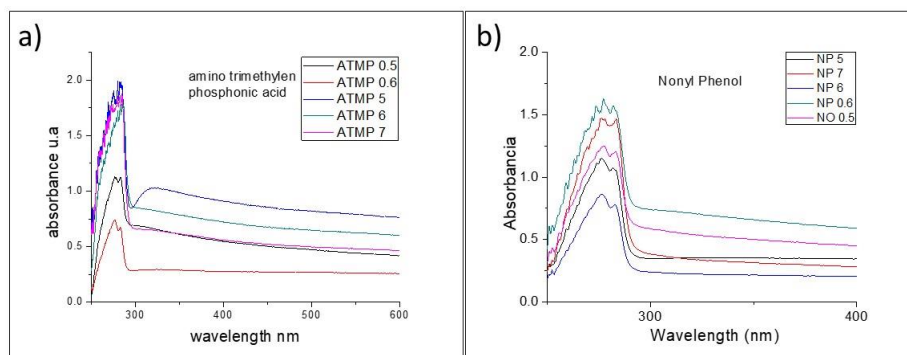 a)
amino trimethylen
phosphonic acid
ATMP 0.5
ATMP 0.6
ATMP 5
ATMP 6
ATMP 7
absbrance u.a
2.0
1.5
1.0
0.5
0.0
300
400
500
600
wavelength nm
b)
Nonyl Phenol
NP 5
NP 7
NP 6
NP 0.6
NO 0.5
Absorbancia
2.0
1.5
1.0
0.5
0.0
300
400
Wavelength (nm)